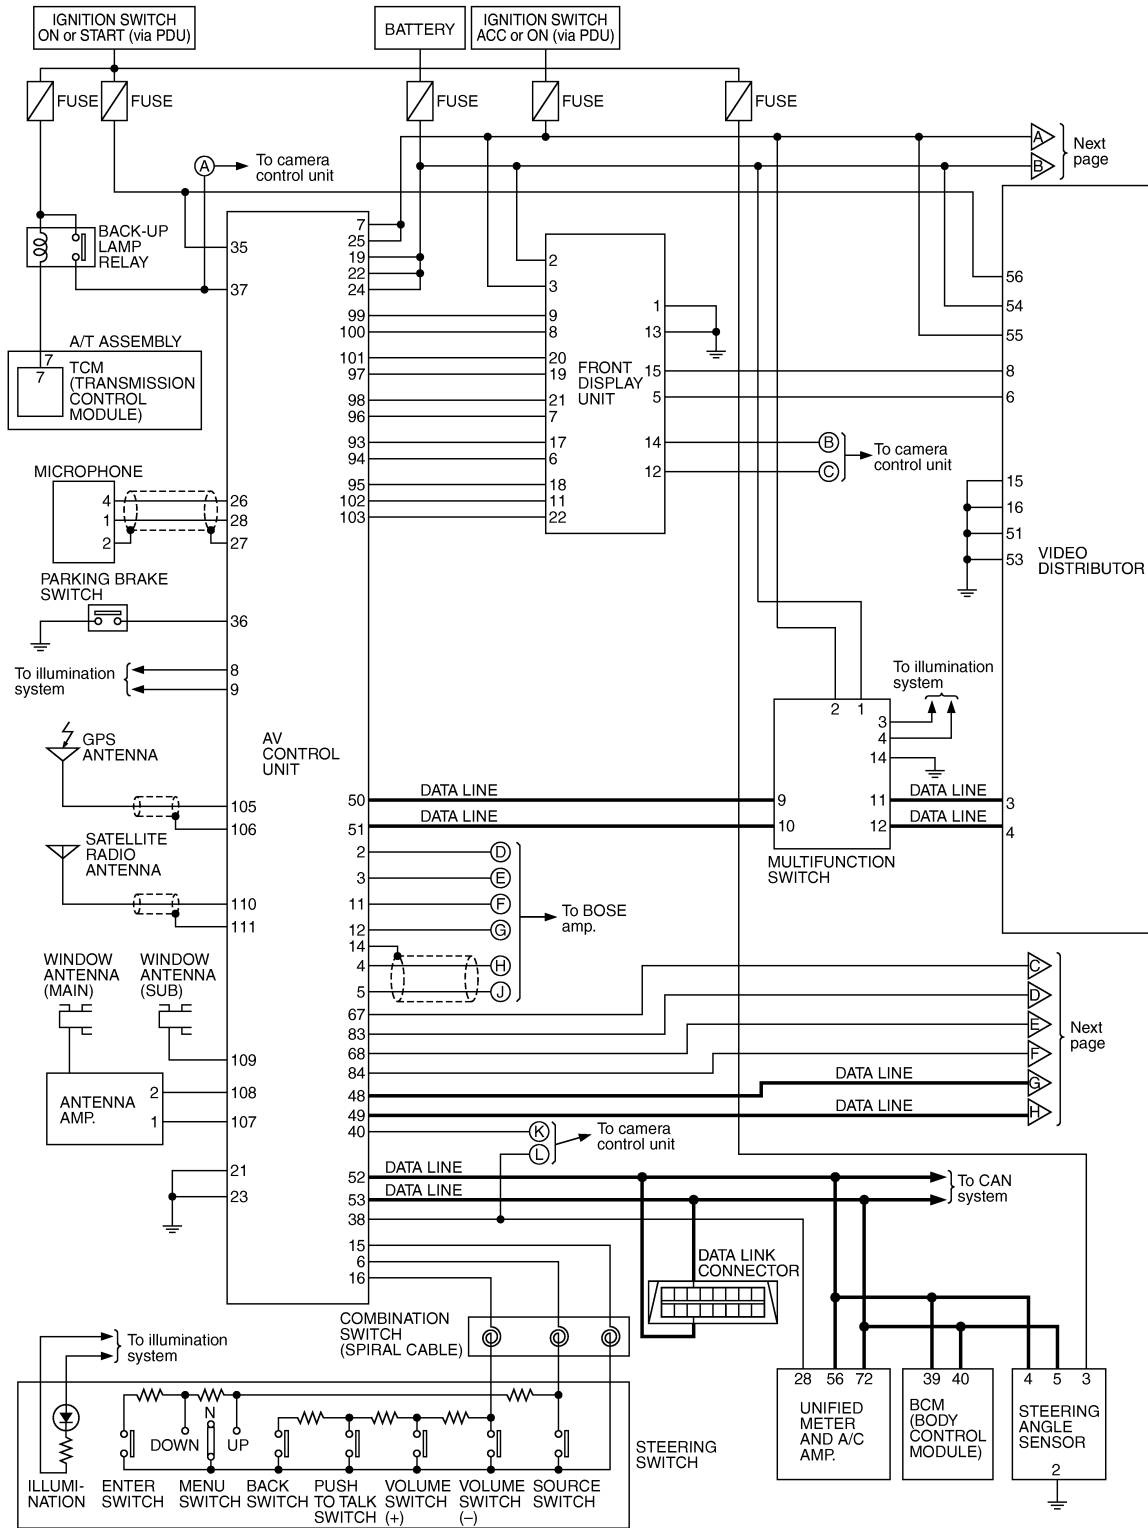 IGNITION SWITCH
ON or START (via PDU)
BATTERY
IGNITION SWITCH
ACC or ON (via PDU)
FUSE
FUSE
FUSE
FUSE
FUSE
A
B
Next
page
A
To camera
control unit
BACK-UP
LAMP
RELAY
35
37
7
25
19
22
24
99
100
101
97
98
96
93
94
95
102
103
2
3
9
8
20
19
21
7
17
6
18
11
22
FRONT
DISPLAY
UNIT
1
13
15
5
14
12
B
C
To camera
control unit
56
54
55
8
6
15
16
51
53
VIDEO
DISTRIBUTOR
A/T ASSEMBLY
7
7
TCM
(TRANSMISSION
CONTROL
MODULE)
MICROPHONE
4
1
2
26
28
27
PARKING BRAKE
SWITCH
36
To illumination
system
8
9
GPS
ANTENNA
105
106
SATELLITE
RADIO
ANTENNA
110
111
AV
CONTROL
UNIT
To illumination
system
2 1
3
4
14
50
DATA LINE
9
11
DATA LINE
3
51
DATA LINE
10
12
DATA LINE
4
MULTIFUNCTION
SWITCH
2
3
11
12
14
4
5
D
E
F
G
H
J
To BOSE
amp.
WINDOW
ANTENNA
(MAIN)
WINDOW
ANTENNA
(SUB)
109
ANTENNA
AMP.
2
1
108
107
21
23
67
83
68
84
48
49
40
DATA LINE
DATA LINE
C
D
E
F
G
H
Next
page
K
L
To camera
control unit
52
DATA LINE
53
DATA LINE
38
15
6
16
To CAN
system
DATA LINK
CONNECTOR
COMBINATION
SWITCH
(SPIRAL CABLE)
To illumination
system
28 56 72
UNIFIED
METER
AND A/C
AMP.
39 40
BCM
(BODY
CONTROL
MODULE)
4 5 3
STEERING
ANGLE
SENSOR
2
N
DOWN
UP
STEERING
SWITCH
ILLUMI-
NATION
ENTER
SWITCH
MENU
SWITCH
BACK
SWITCH
PUSH
TO TALK
SWITCH
VOLUME
SWITCH
(+)
VOLUME
SWITCH
(–)
SOURCE
SWITCH